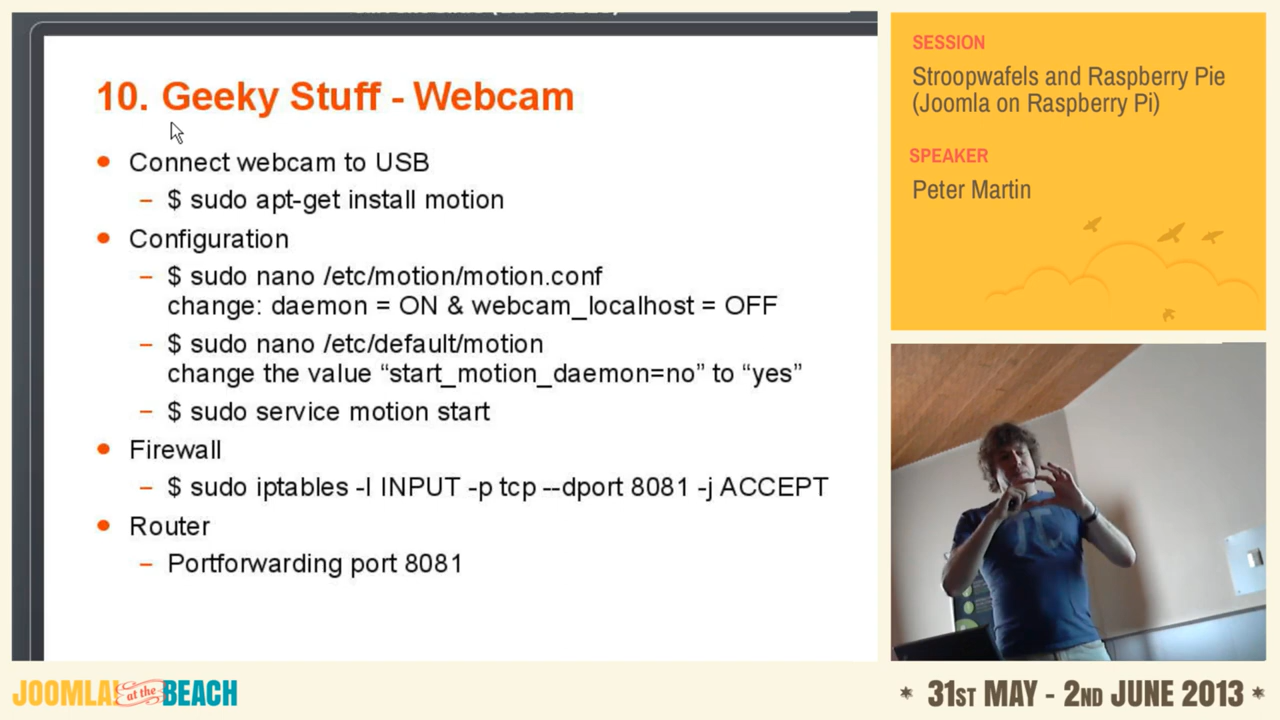 10. Geeky Stuff - Webcam
Connect webcam to USB
– $ sudo apt-get install motion
Configuration
– $ sudo nano /etc/motion/motion.conf
change: daemon = ON & webcam_localhost = OFF
– $ sudo nano /etc/default/motion
change the value “start_motion_daemon=no” to “yes”
– $ sudo service motion start
Firewall
– $ sudo iptables -I INPUT -p tcp --dport 8081 -j ACCEPT
Router
– Portforwarding port 8081
SESSION
Stroopwafels and Raspberry Pie
(Joomla on Raspberry Pi)
SPEAKER
Peter Martin
JOOMLA! at the BEACH
* 31ST MAY - 2ND JUNE 2013 *